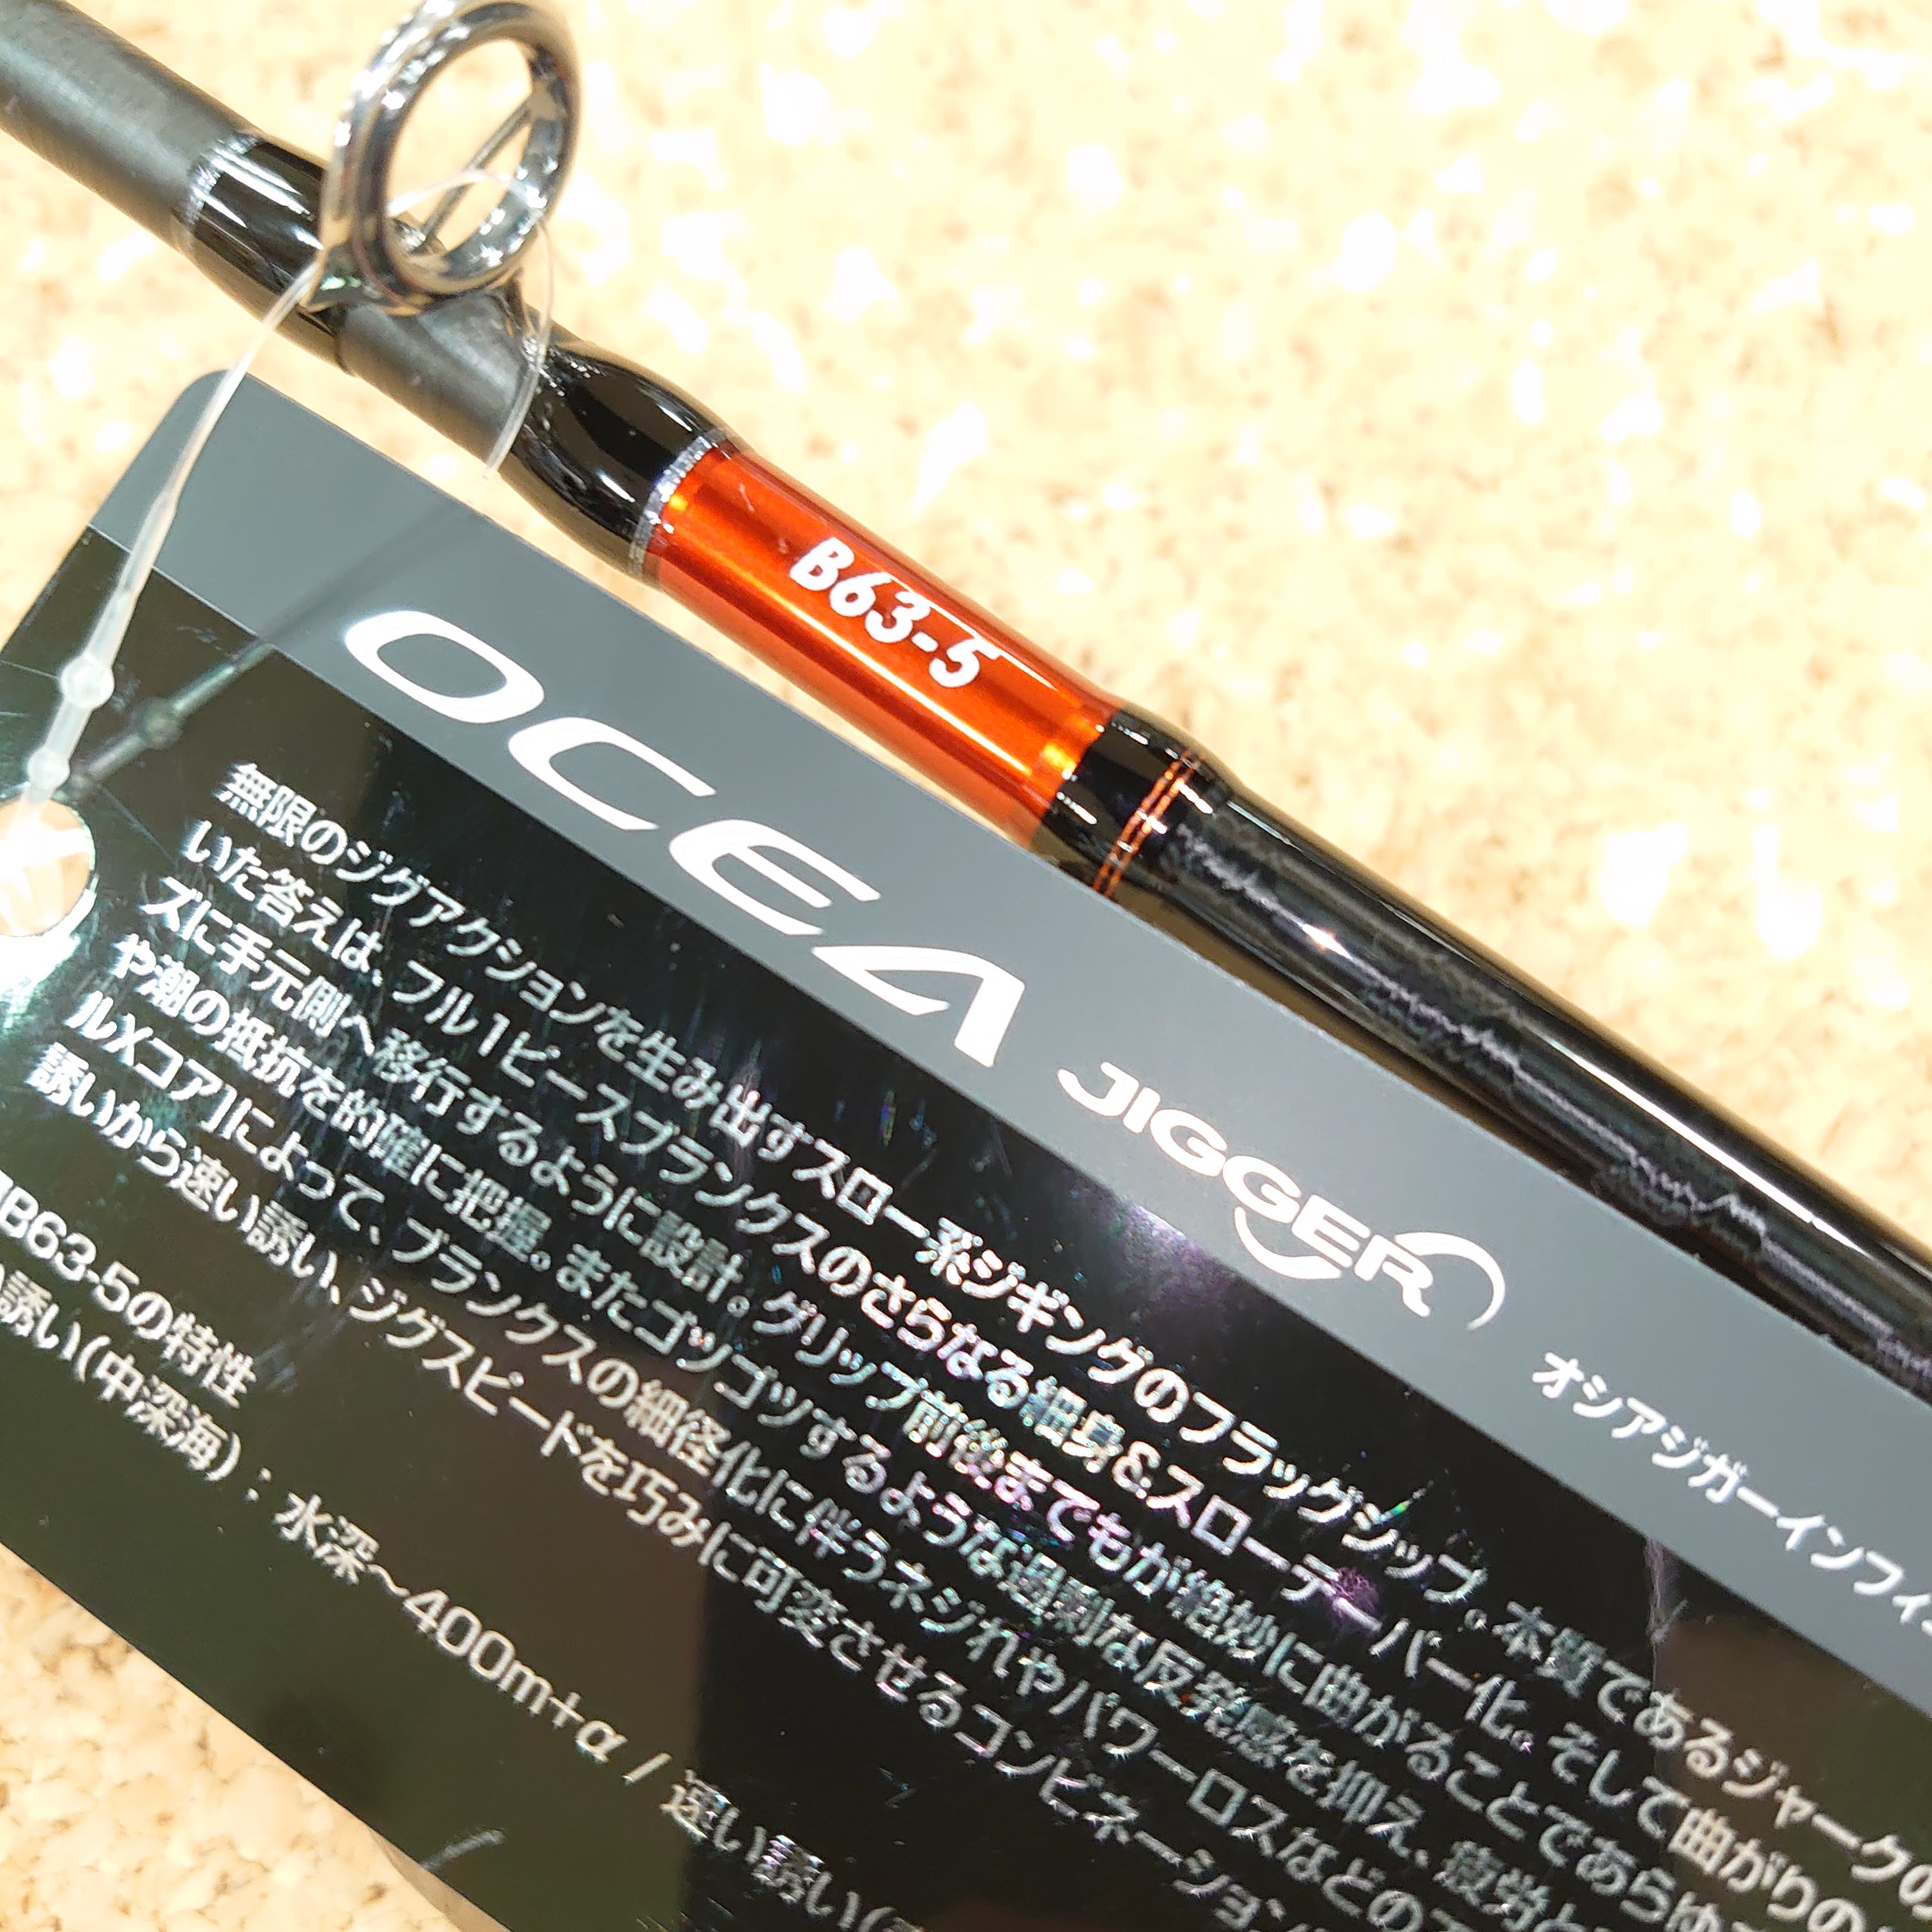 B63-5
OCEA JIGGER オシアジガーインフィ
無限のジグアクションを生み出すスロー系ジギングのフラッグシップ。本質であるジャークの
いた答えは、フル1ピースブランクスのさらなる細身&スローテーパー化。そして曲がりの
ズに手元側へ移行するように設計。グリップ前後までもが絶妙に曲がることであらゆ
や潮の抵抗を的確に把握。またゴツゴツするような過剰な反発感を抑え、疲労と
ルXコア]によって、ブランクスの細径化に伴うネジれやパワーロスなどの
誘いから速い誘い、ジグスピードを巧みに可変させるコンビネーション
B63-5の特性
誘い(中深海):水深〜400m+α / 速い誘い(